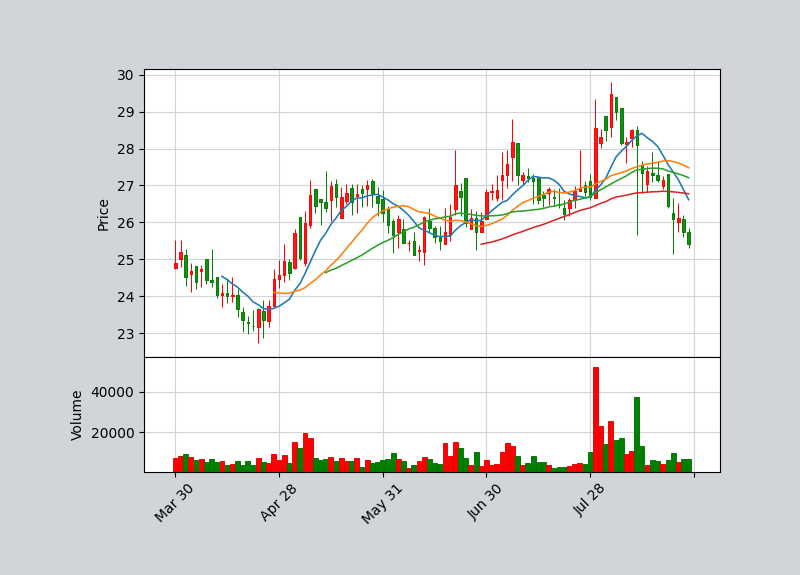 30
29
28
27
26
25
24
23
Price
40000
20000
Volume
Mar 30
Apr 28
May 31
Jun 30
Jul 28